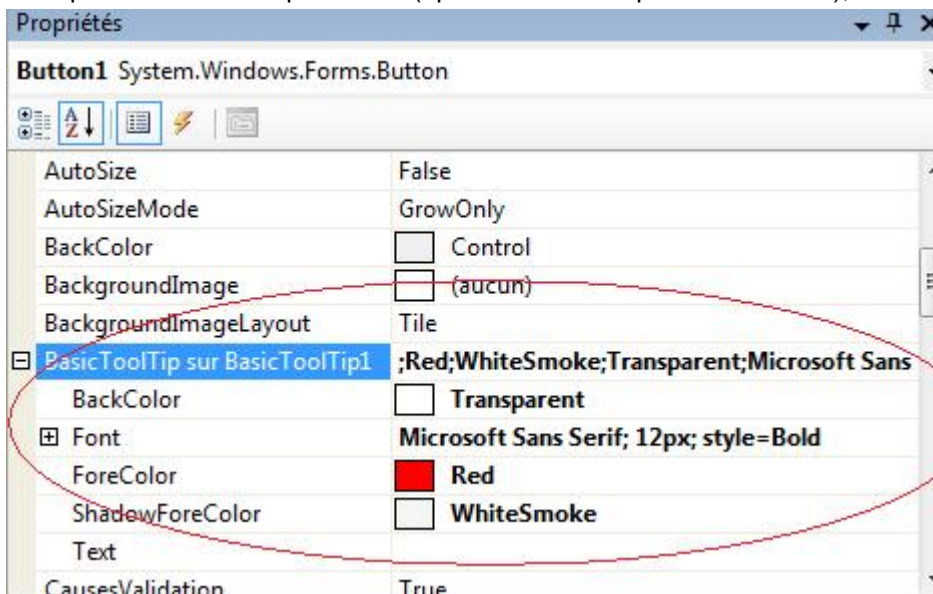 Propriétés
Button1 System.Windows.Forms.Button
AutoSize False
AutoSizeMode GrowOnly
BackColor Control
BackgroundImage (aucun)
BackgroundImageLayout Tile
BasicToolTip sur BasicToolTip1 ;Red;WhiteSmoke;Transparent;Microsoft Sans
BackColor Transparent
Font Microsoft Sans Serif; 12px; style=Bold
ForeColor Red
ShadowForeColor WhiteSmoke
Text
CausesValidation True